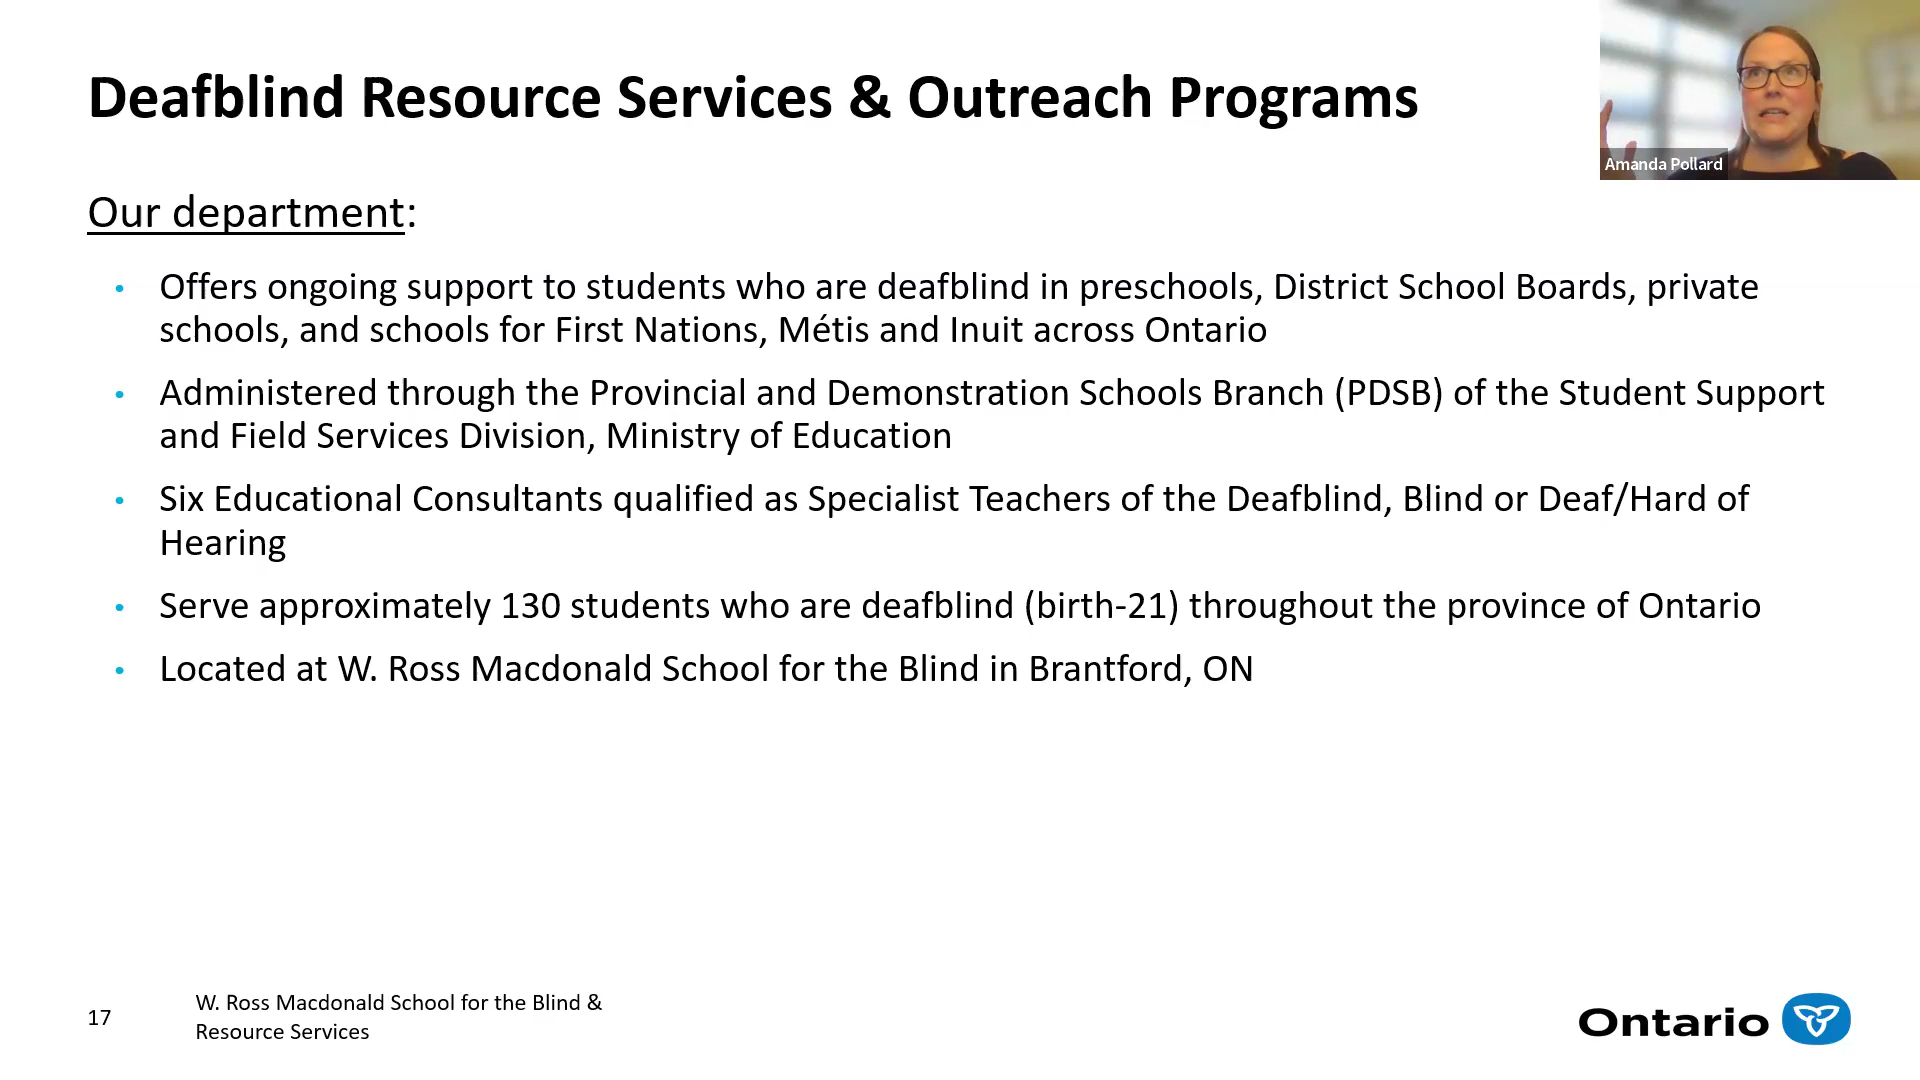 Deafblind Resource Services & Outreach Programs
Amanda Pollard
Our department:
• Offers ongoing support to students who are deafblind in preschools, District School Boards, private
schools, and schools for First Nations, Métis and Inuit across Ontario
• Administered through the Provincial and Demonstration Schools Branch (PDSB) of the Student Support
and Field Services Division, Ministry of Education
• Six Educational Consultants qualified as Specialist Teachers of the Deafblind, Blind or Deaf/Hard of
Hearing
• Serve approximately 130 students who are deafblind (birth-21) throughout the province of Ontario
• Located at W. Ross Macdonald School for the Blind in Brantford, ON
17
W. Ross Macdonald School for the Blind &
Resource Services
Ontario